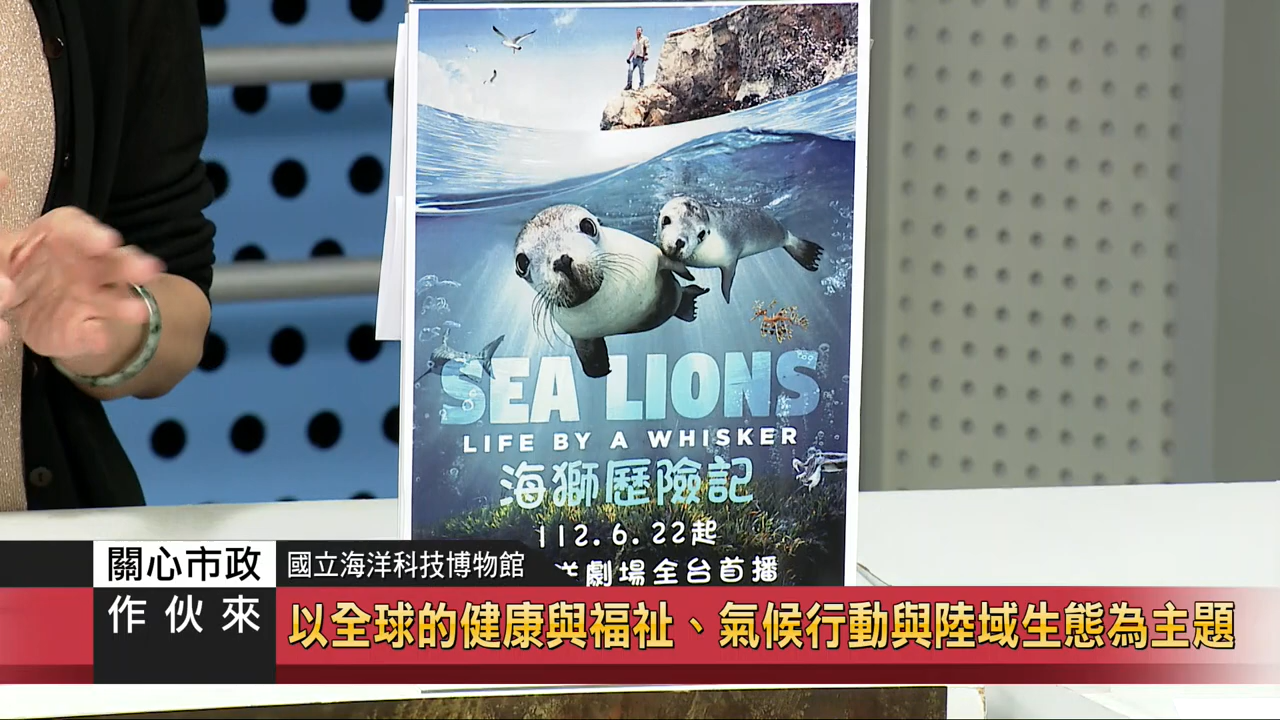 SEA LIONS
LIFE BY A WHISKER
海獅歷險記
112.6.22起
劇場全台首播
關心市政
作伙來
國立海洋科技博物館
以全球的健康與福祉、氣候行動與陸域生態為主題